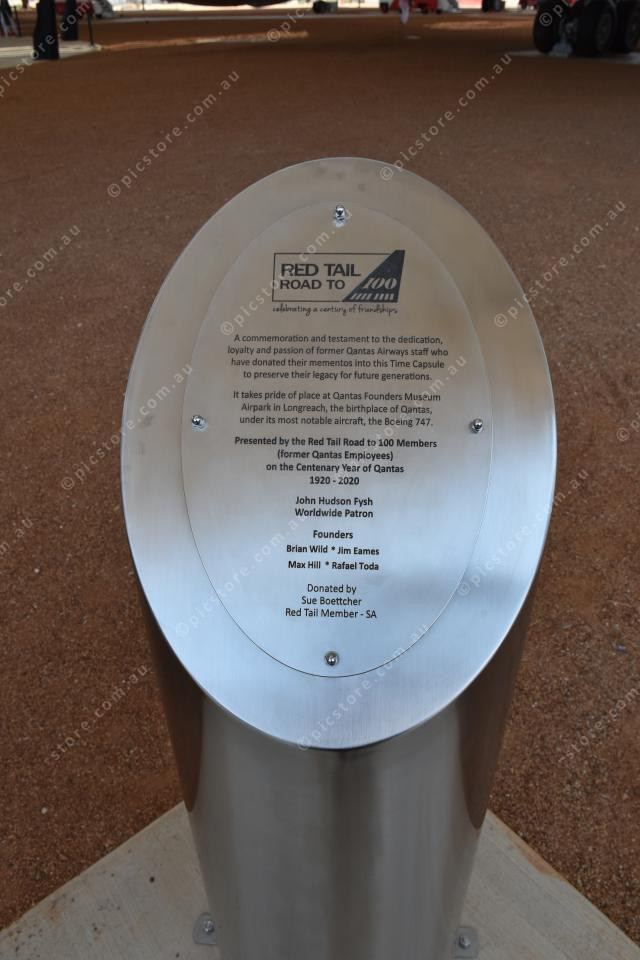 RED TAIL
ROAD TO 100
celebrating a century of friendships
A commemoration and testament to the dedication,
loyalty and passion of former Qantas Airways staff who
have donated their mementos into this Time Capsule
to preserve their legacy for future generations.
It takes pride of place at Qantas Founders Museum
Airpark in Longreach, the birthplace of Qantas,
under its most notable aircraft, the Boeing 747.
Presented by the Red Tail Road to 100 Members
(former Qantas Employees)
on the Centenary Year of Qantas
1920 - 2020
John Hudson Fysh
Worldwide Patron
Founders
Brian Wild * Jim Eames
Max Hill * Rafael Toda
Donated by
Sue Boettcher
Red Tail Member - SA
©picstore.com.au